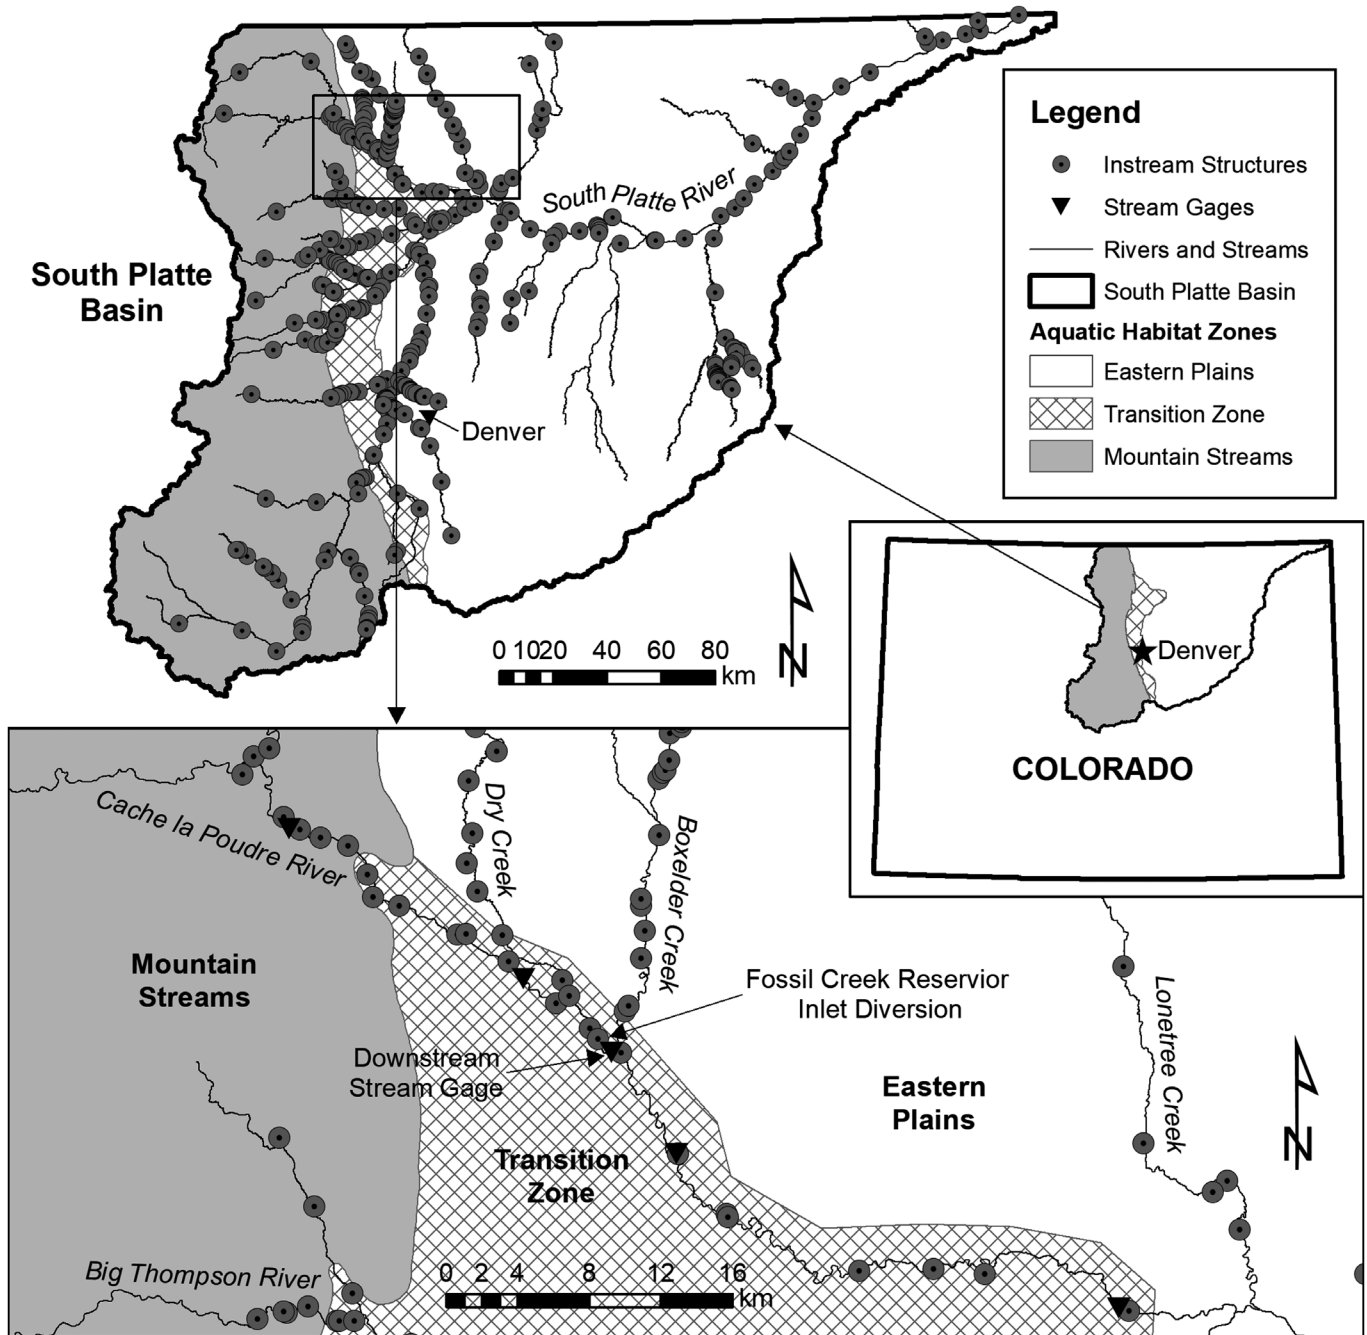 South Platte
Basin
South Platte River
Denver
0 1020 40 60 80
km
N
Legend
Instream Structures
Stream Gages
Rivers and Streams
South Platte Basin
Aquatic Habitat Zones
Eastern Plains
Transition Zone
Mountain Streams
Denver
COLORADO
Cache la Poudre River
Dry Creek
Boxelder Creek
Mountain
Streams
Fossil Creek Reservior
Inlet Diversion
Downstream
Stream Gage
Eastern
Plains
Lonetree Creek
N
Transition
Zone
Big Thompson River
0 2 4 8 12 16
km